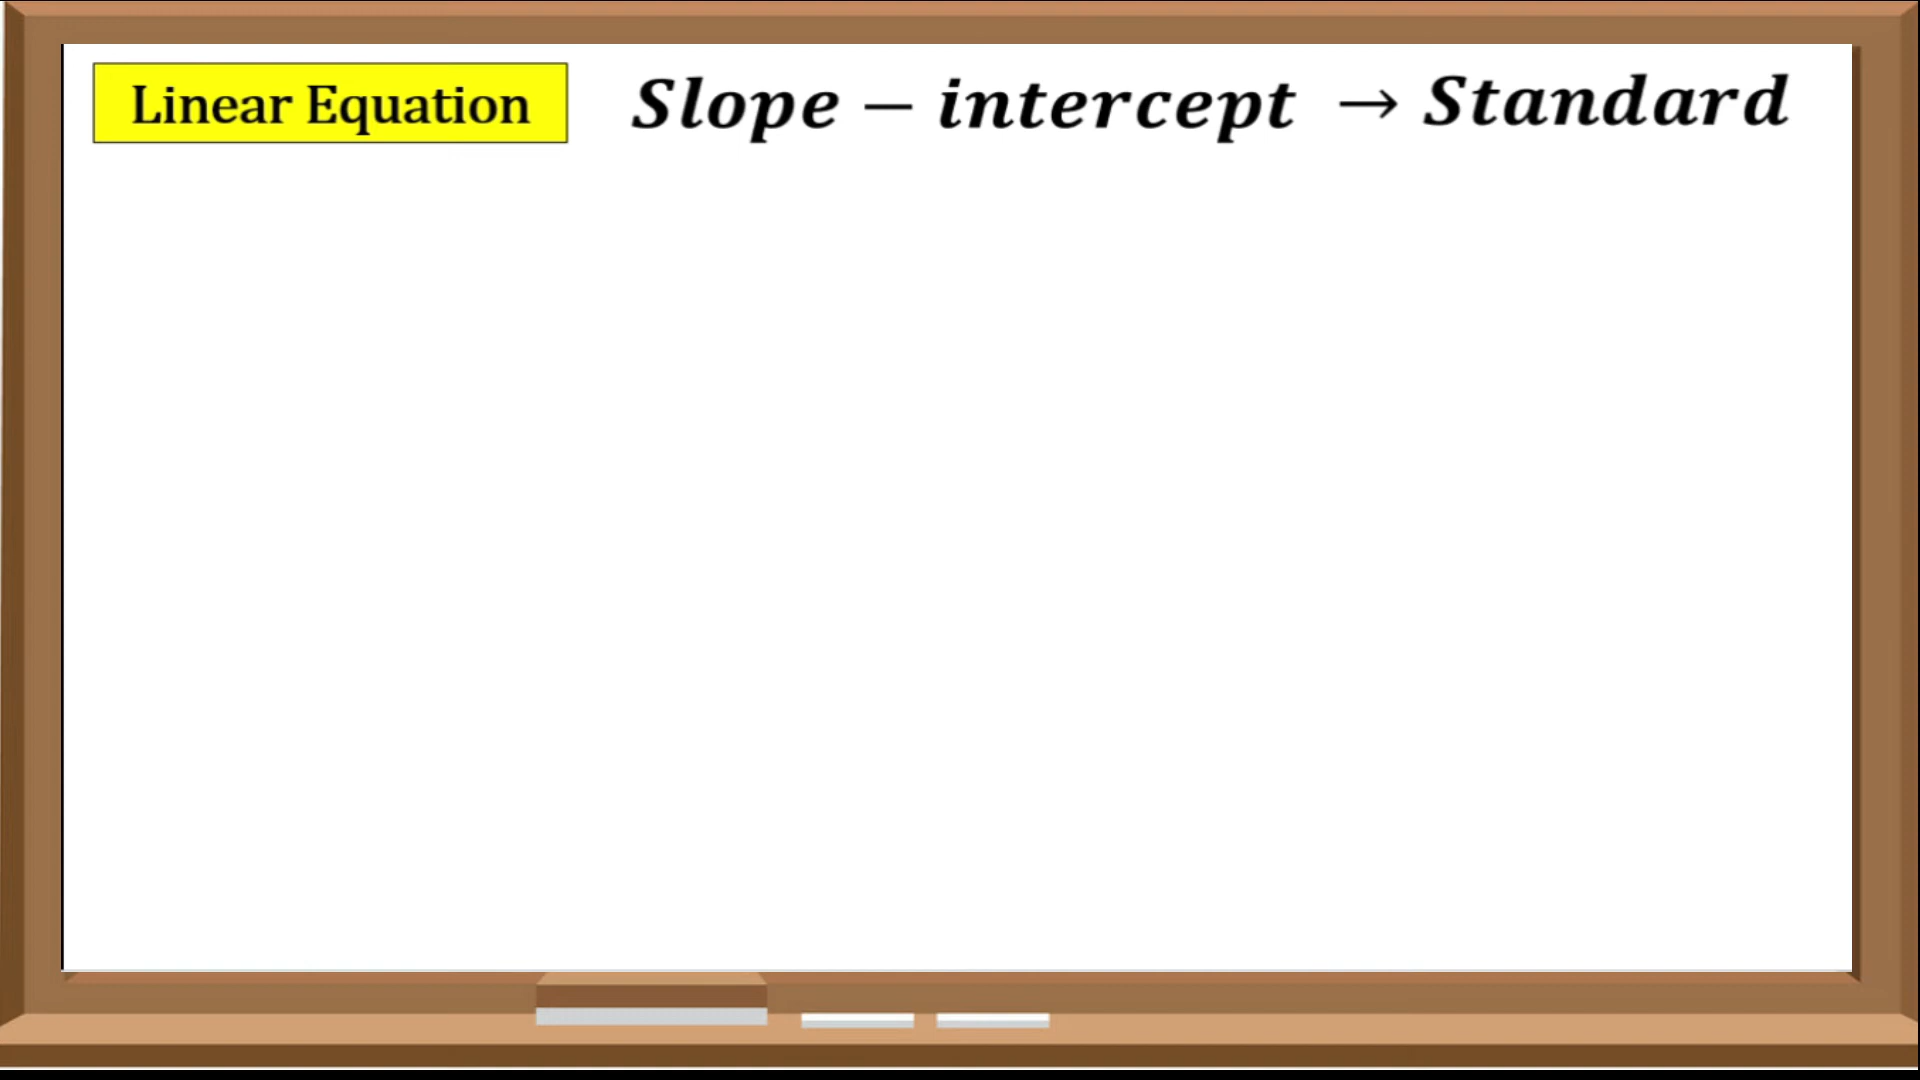 Linear Equation Slope – intercept → Standard